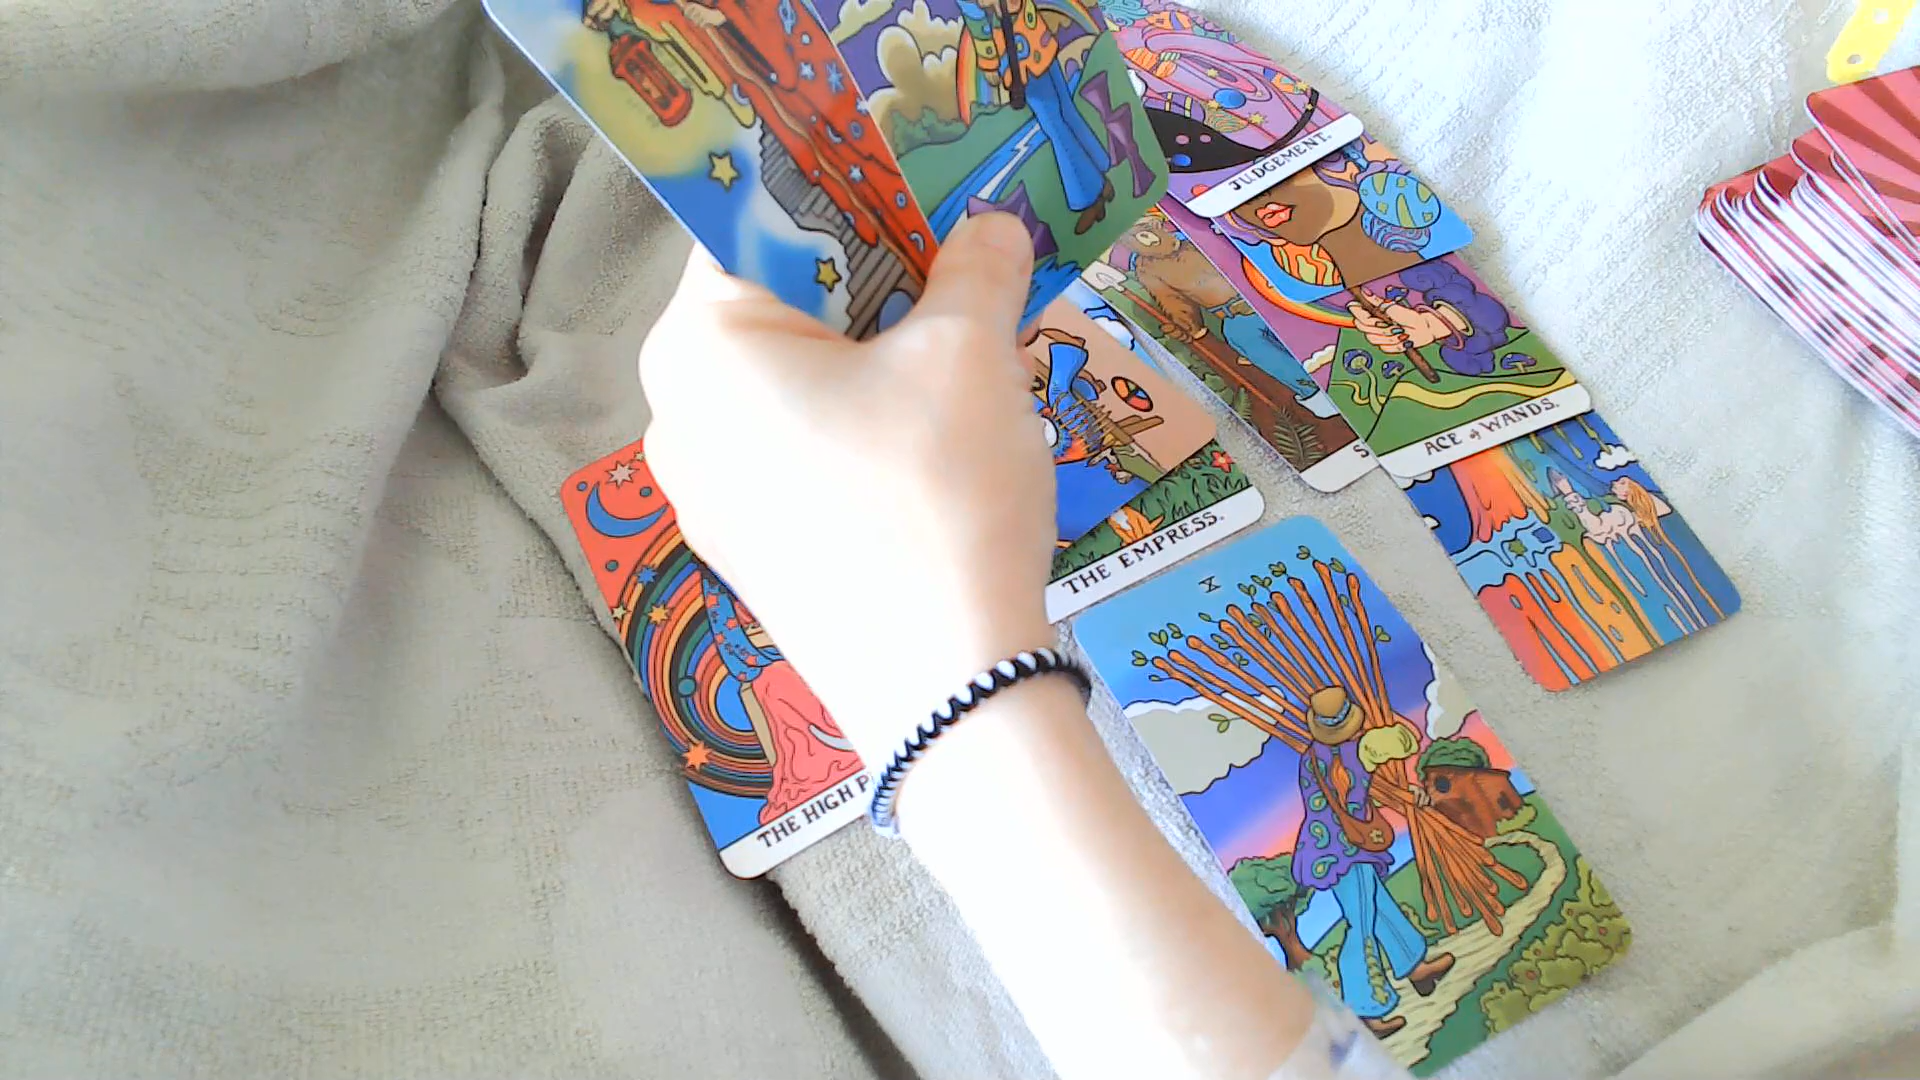 JUDGEMENT.
ACE of WANDS.
S
THE EMPRESS.
X
THE HIGH P